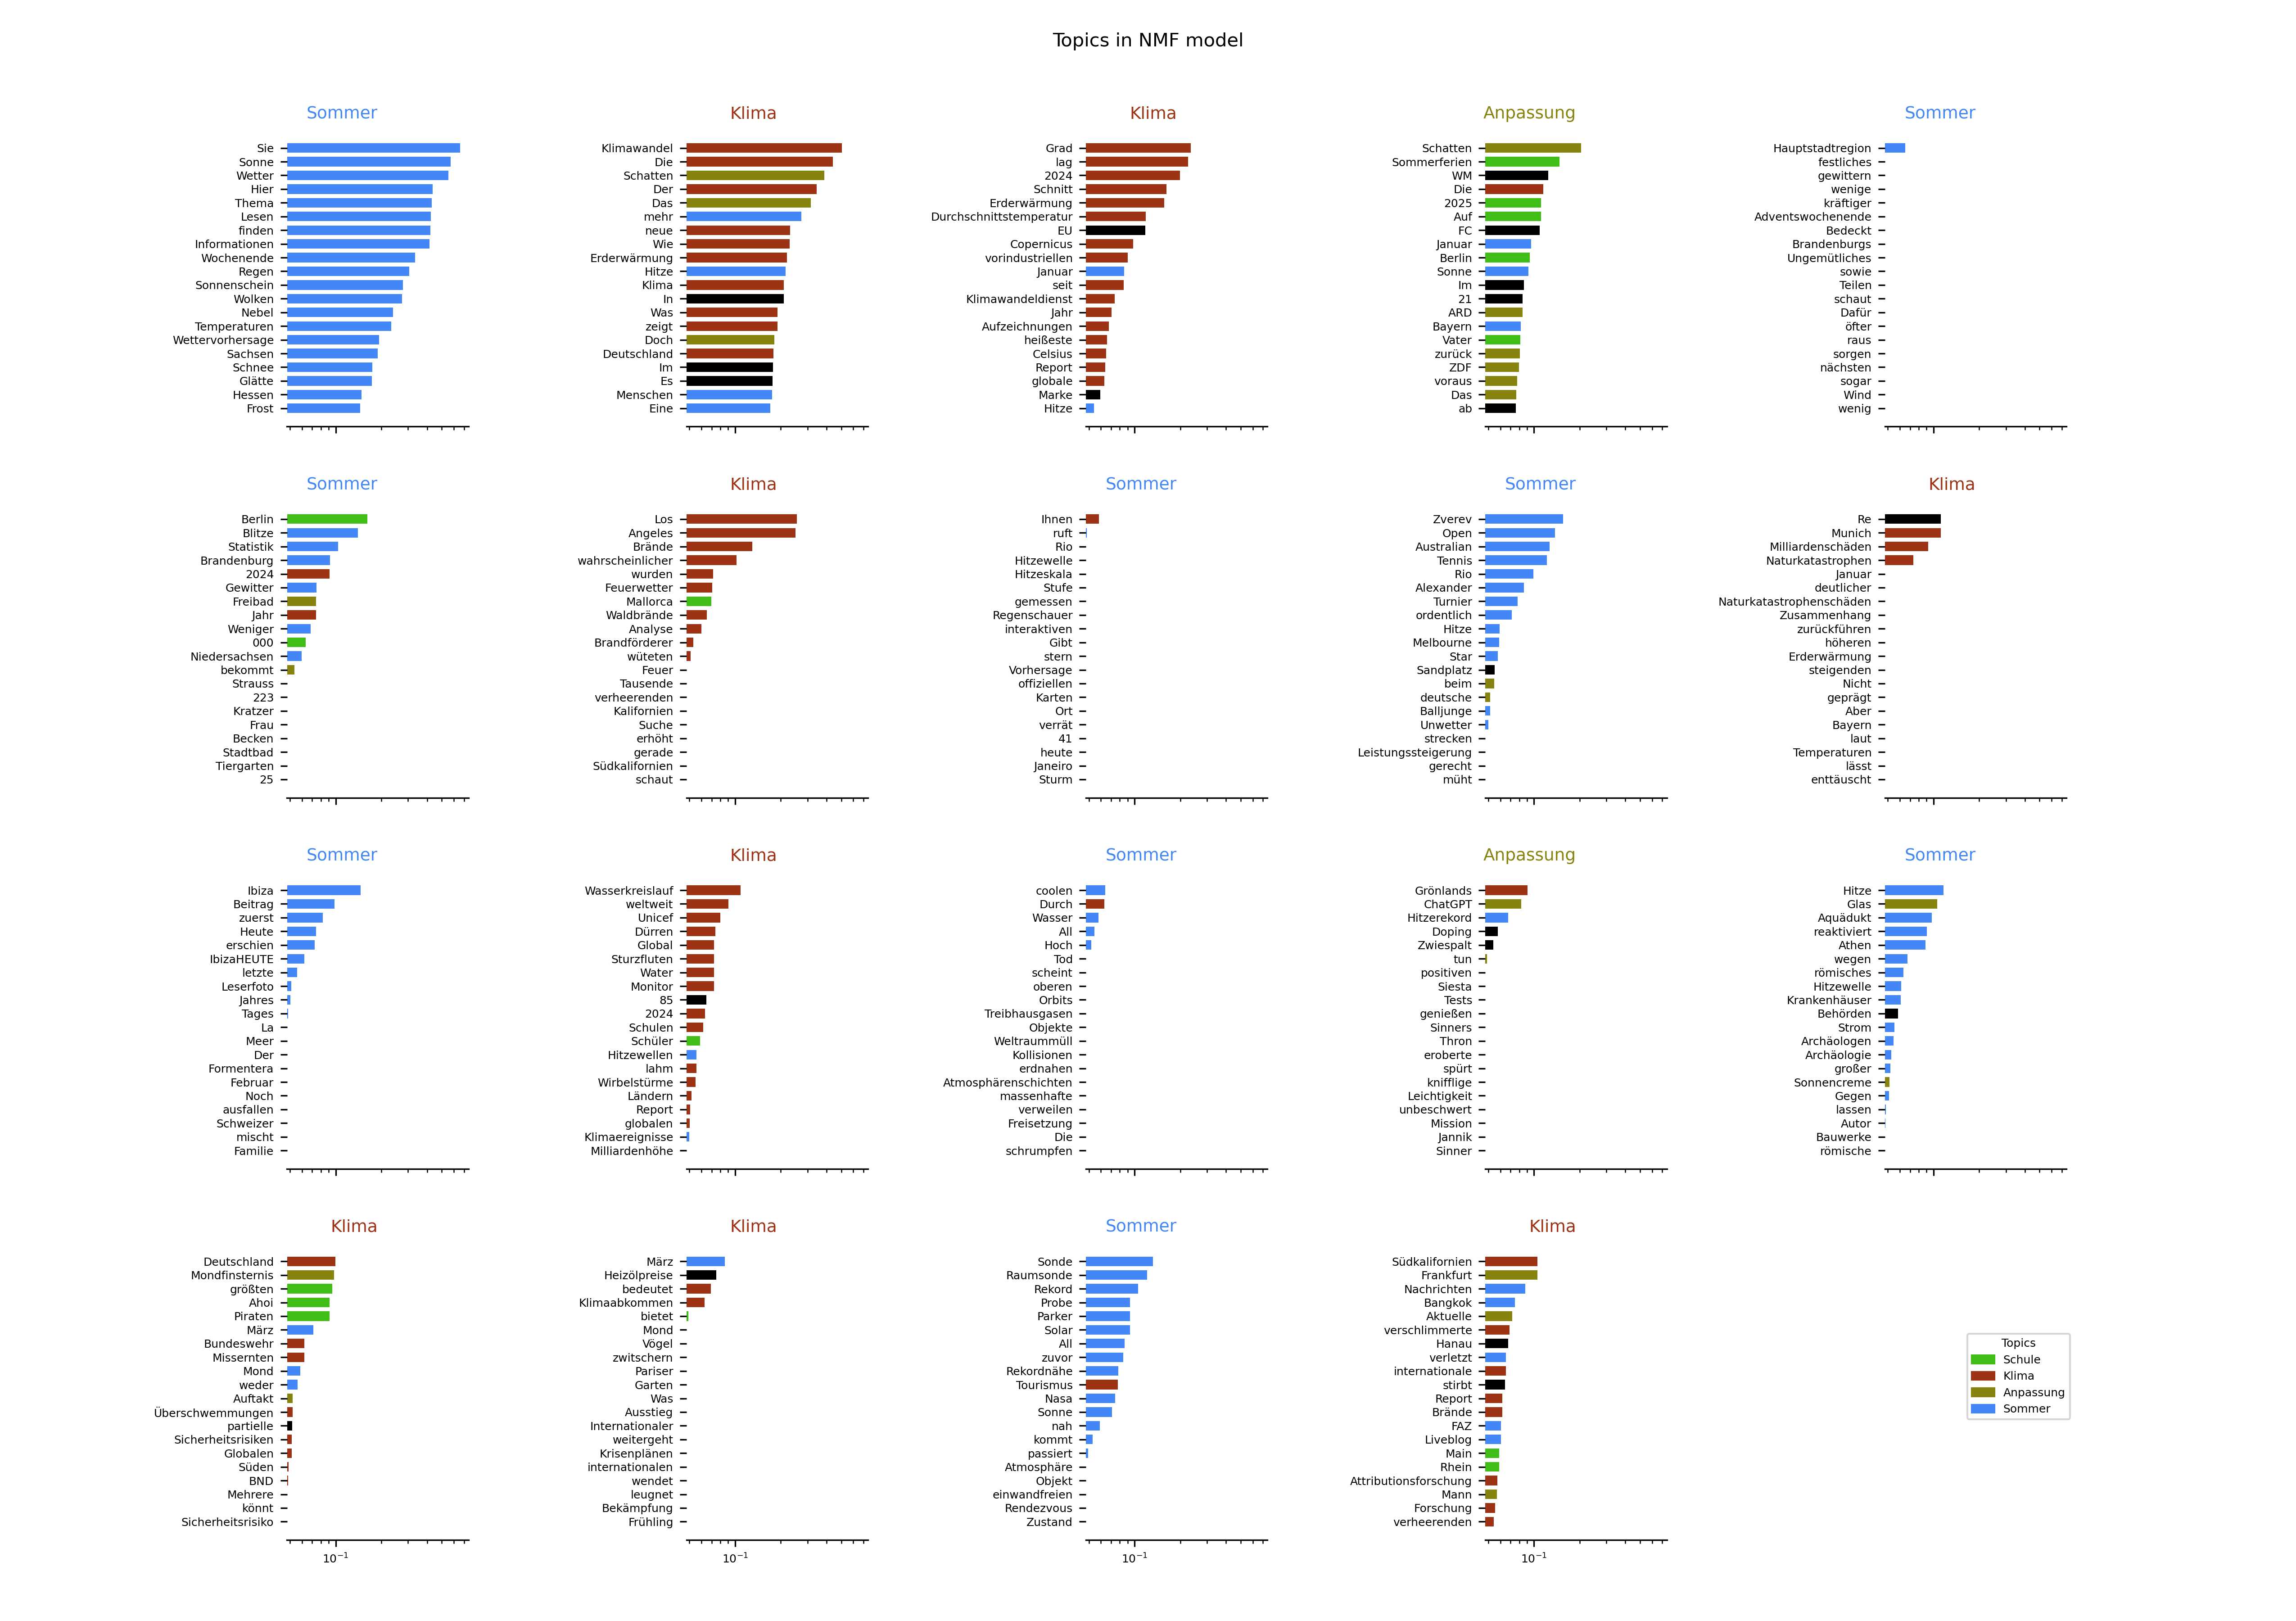 Topics in NMF model
Sommer
Sie
Sonne
Wetter
Hier
Thema
Lesen
finden
Informationen
Wochenende
Regen
Sonnenschein
Wolken
Nebel
Temperaturen
Wettervorhersage
Sachsen
Schnee
Glätte
Hessen
Frost
Klima
Klimawandel
Die
Schatten
Der
Das
mehr
neue
Wie
Erderwärmung
Hitze
Klima
In
Was
zeigt
Doch
Deutschland
Im
Es
Menschen
Eine
Klima
Grad
lag
2024
Schnitt
Erderwärmung
Durchschnittstemperatur
EU
Copernicus
vorindustriellen
Januar
seit
Klimawandeldienst
Jahr
Aufzeichnungen
heißeste
Celsius
Report
globale
Marke
Hitze
Anpassung
Schatten
Sommerferien
WM
Die
2025
Auf
FC
Januar
Berlin
Sonne
Im
21
ARD
Bayern
Vater
zurück
ZDF
voraus
Das
ab
Sommer
Hauptstadtregion
festliches
gewittern
wenige
kräftiger
Adventswochenende
Bedeckt
Brandenburgs
Ungemütliches
sowie
Teilen
schaut
Dafür
öfter
raus
sorgen
nächsten
sogar
Wind
wenig
Sommer
Berlin
Blitze
Statistik
Brandenburg
2024
Gewitter
Freibad
Jahr
Weniger
000
Niedersachsen
bekommt
Strauss
223
Kratzer
Frau
Becken
Stadtbad
Tiergarten
25
Klima
Los
Angeles
Brände
wahrscheinlicher
wurden
Feuerwetter
Mallorca
Waldbrände
Analyse
Brandförderer
wüteten
Feuer
Tausende
verheerenden
Kalifornien
Suche
erhöht
gerade
Südkalifornien
schaut
Sommer
Ihnen
ruft
Rio
Hitzewelle
Hitzeskala
Stufe
gemessen
Regenschauer
interaktiven
Gibt
stern
Vorhersage
offiziellen
Karten
Ort
verrät
41
heute
Janeiro
Sturm
Sommer
Zverev
Open
Australian
Tennis
Rio
Alexander
Turnier
ordentlich
Hitze
Melbourne
Star
Sandplatz
beim
deutsche
Balljunge
Unwetter
strecken
Leistungssteigerung
gerecht
müht
Klima
Re
Munich
Milliardenschäden
Naturkatastrophen
Januar
deutlicher
Naturkatastrophenschäden
Zusammenhang
zurückführen
höheren
Erderwärmung
steigenden
Nicht
geprägt
Aber
Bayern
laut
Temperaturen
lässt
enttäuscht
Sommer
Ibiza
Beitrag
zuerst
Heute
erschien
IbizaHEUTE
letzte
Leserfoto
Jahres
Tages
La
Meer
Der
Formentera
Februar
Noch
ausfallen
Schweizer
mischt
Familie
Klima
Wasserkreislauf
weltweit
Unicef
Dürren
Global
Sturzfluten
Water
Monitor
85
2024
Schulen
Schüler
Hitzewellen
lahm
Wirbelstürme
Ländern
Report
globalen
Klimaereignisse
Milliardenhöhe
Sommer
coolen
Durch
Wasser
All
Hoch
Tod
scheint
oberen
Orbits
Treibhausgasen
Objekte
Weltraummüll
Kollisionen
erdnahen
Atmosphärenschichten
massenhafte
verweilen
Freisetzung
Die
schrumpfen
Anpassung
Grönlands
ChatGPT
Hitzerekord
Doping
Zwiespalt
tun
positiven
Siesta
Tests
genießen
Sinners
Thron
eroberte
spürt
knifflige
Leichtigkeit
unbeschwert
Mission
Jannik
Sinner
Sommer
Hitze
Glas
Aquädukt
reaktiviert
Athen
wegen
römisches
Hitzewelle
Krankenhäuser
Behörden
Strom
Archäologen
Archäologie
großer
Sonnencreme
Gegen
lassen
Autor
Bauwerke
römische
Klima
Deutschland
Mondfinsternis
größten
Ahoi
Piraten
März
Bundeswehr
Missernten
Mond
weder
Auftakt
Überschwemmungen
partielle
Sicherheitsrisiken
Globalen
Süden
BND
Mehrere
könnt
Sicherheitsrisiko
10⁻¹
Klima
März
Heizölpreise
bedeutet
Klimaabkommen
bietet
Mond
Vögel
zwitschern
Pariser
Garten
Was
Ausstieg
Internationaler
weitergeht
Krisenplänen
internationalen
wendet
leugnet
Bekämpfung
Frühling
10⁻¹
Sommer
Sonde
Raumsonde
Rekord
Probe
Parker
Solar
All
zuvor
Rekordnähe
Tourismus
Nasa
Sonne
nah
kommt
passiert
Atmosphäre
Objekt
einwandfreien
Rendezvous
Zustand
10⁻¹
Klima
Südkalifornien
Frankfurt
Nachrichten
Bangkok
Aktuelle
verschlimmerte
Hanau
verletzt
internationale
stirbt
Report
Brände
FAZ
Liveblog
Main
Rhein
Attributionsforschung
Mann
Forschung
verheerenden
10⁻¹
Topics
Schule
Klima
Anpassung
Sommer